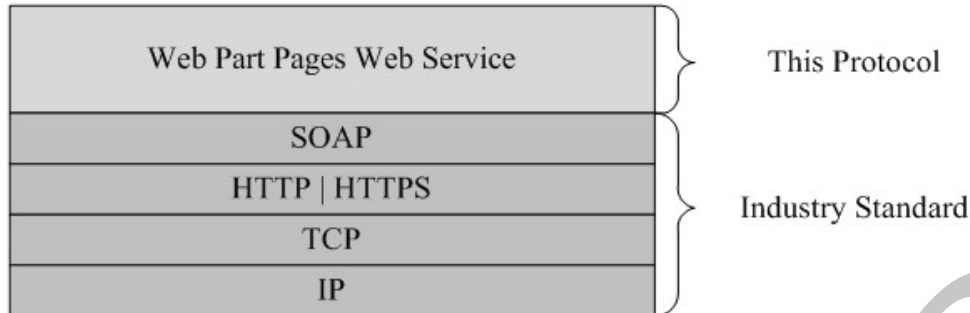 Web Part Pages Web Service
This Protocol
SOAP
HTTP | HTTPS
Industry Standard
TCP
IP